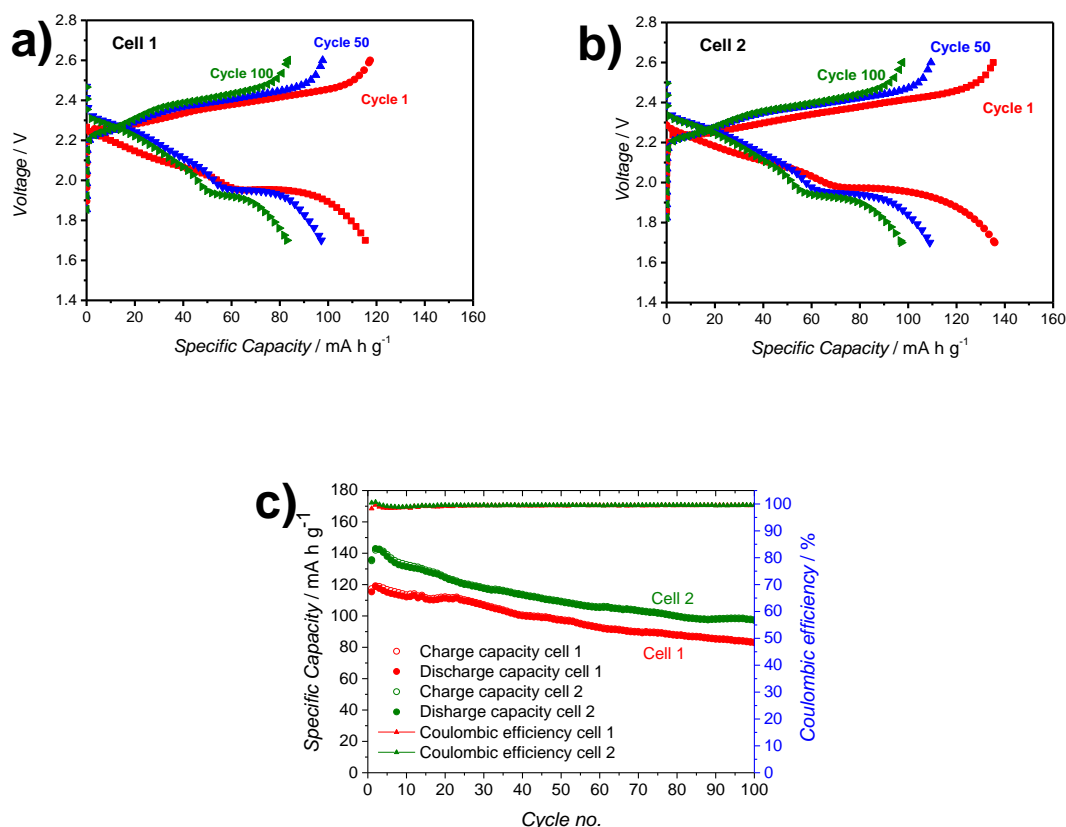 a)
Cell 1
Cycle 50
Cycle 100
Cycle 1
2.8
2.6
2.4
2.2
2.0
1.8
1.6
1.4
Voltage / V
0 20 40 60 80 100 120 140 160
Specific Capacity / mA h g-1
b)
Cell 2
Cycle 50
Cycle 100
Cycle 1
2.8
2.6
2.4
2.2
2.0
1.8
1.6
1.4
Voltage / V
0 20 40 60 80 100 120 140 160
Specific Capacity / mA h g-1
c)
180
160
140
120
100
80
60
40
20
0
Specific Capacity / mA h g-1
100
90
80
70
60
50
40
30
20
10
0
Coulombic efficiency / %
Cell 2
Cell 1
Charge capacity cell 1
Discharge capacity cell 1
Charge capacity cell 2
Disharge capacity cell 2
Coulombic efficiency cell 1
Coulombic efficiency cell 2
0 10 20 30 40 50 60 70 80 90 100
Cycle no.